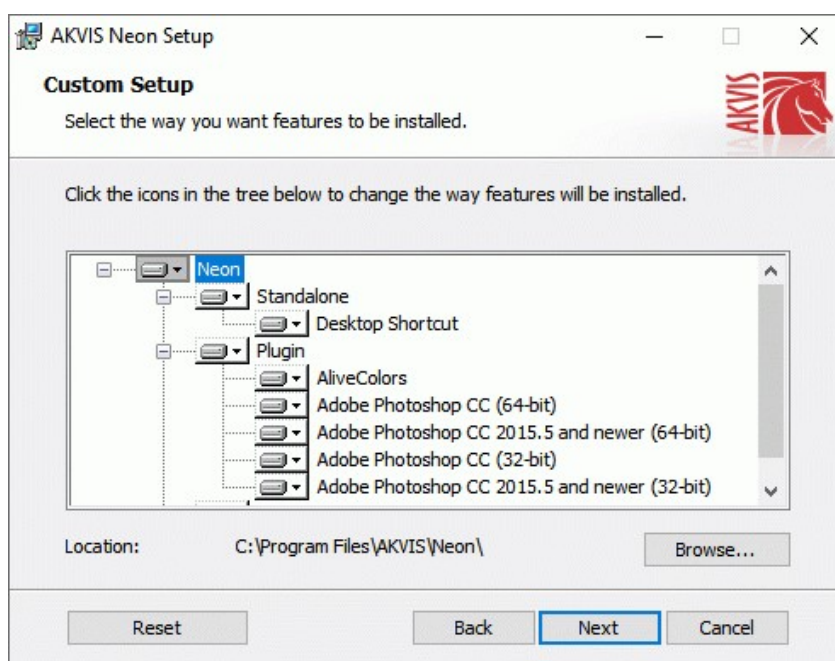 AKVIS Neon Setup
Custom Setup
Select the way you want features to be installed.
AKVIS
Click the icons in the tree below to change the way features will be installed.
Neon
Standalone
Desktop Shortcut
Plugin
AliveColors
Adobe Photoshop CC (64-bit)
Adobe Photoshop CC 2015.5 and newer (64-bit)
Adobe Photoshop CC (32-bit)
Adobe Photoshop CC 2015.5 and newer (32-bit)
Location: C:\Program Files\AKVIS\Neon\ Browse...
Reset Back Next Cancel